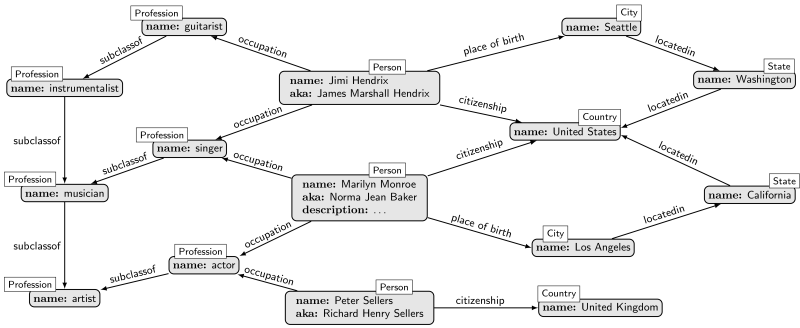 Profession
name: guitarist
City
name: Seattle
subclassof
occupation
place of birth
locatedin
Profession
name: instrumentalist
Person
name: Jimi Hendrix
aka: James Marshall Hendrix
State
name: Washington
occupation
citizenship
locatedin
Country
name: United States
subclassof
Profession
name: singer
subclassof
occupation
citizenship
locatedin
Profession
name: musician
Person
name: Marilyn Monroe
aka: Norma Jean Baker
description: ...
State
name: California
occupation
place of birth
locatedin
City
name: Los Angeles
subclassof
Profession
name: actor
subclassof
occupation
Profession
name: artist
Person
name: Peter Sellers
aka: Richard Henry Sellers
citizenship
Country
name: United Kingdom